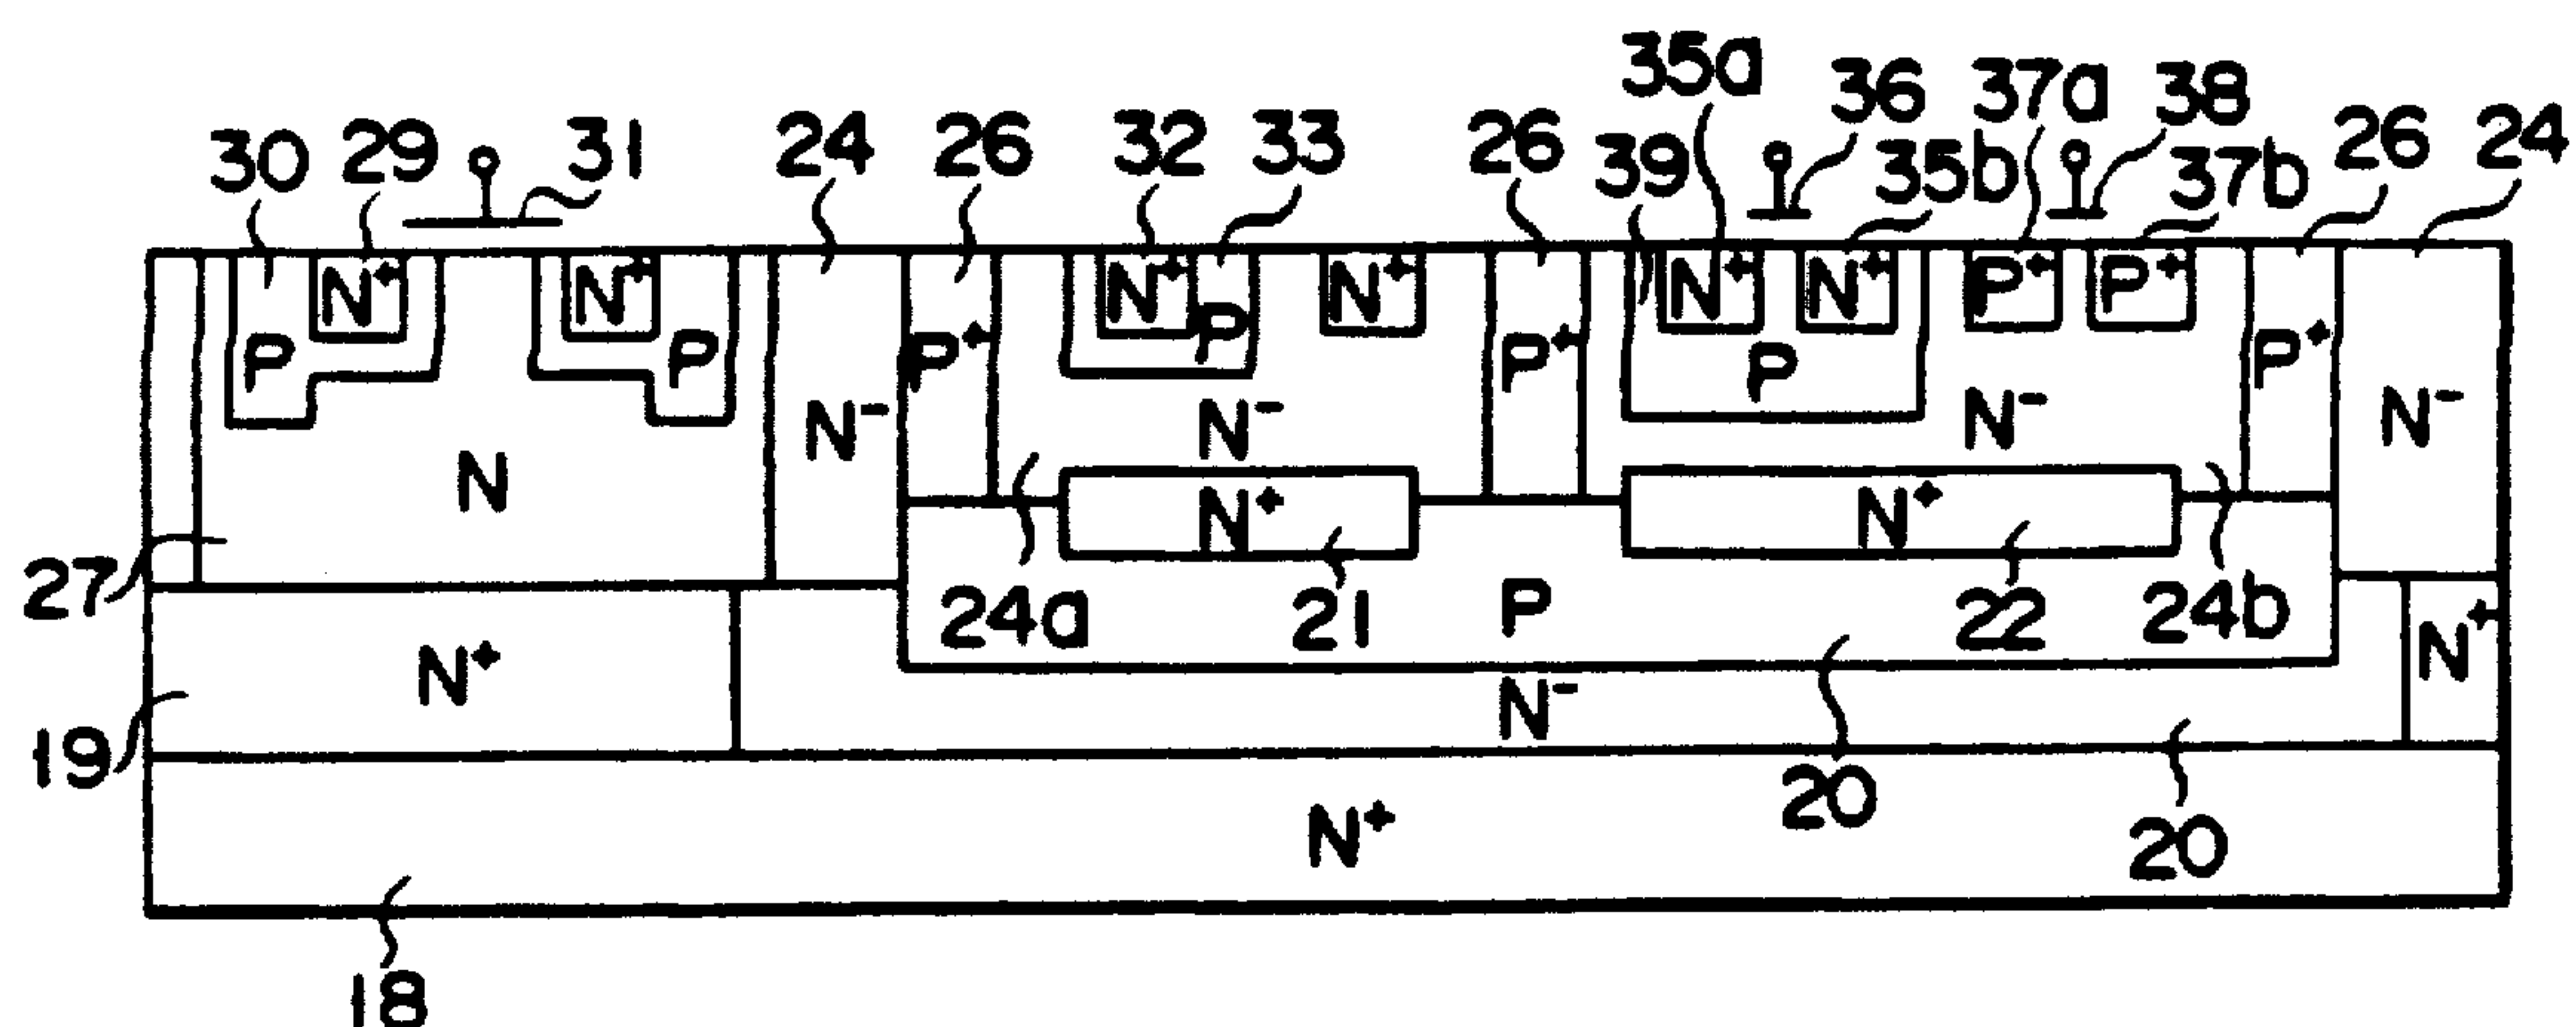 35a 36 37a 38
30 29 31 24 26 32 33 26 39 35b 37b 26 24
N+ N+ N+ N+ N+ N+ P+ P+
P P P+ P P+ P P+
N N- N- N- N-
N+ N+
27 24a 21 P 22 24b
19 N+ N- N+
20 20
N+
18